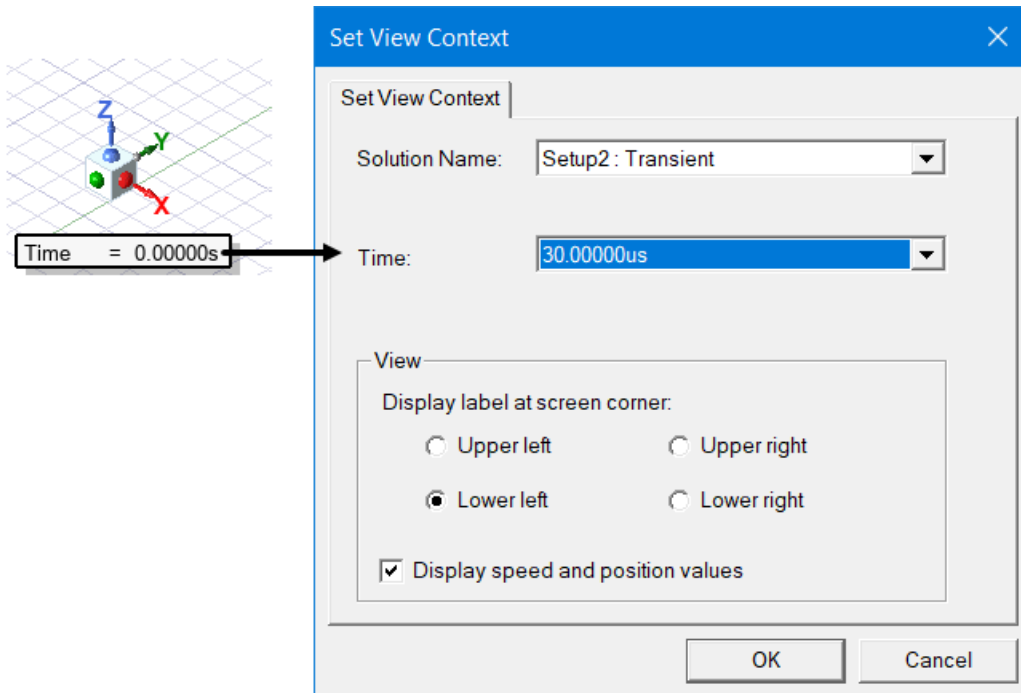 Z
Y
X
Time = 0.00000s
Set View Context
Set View Context
Solution Name: Setup2 : Transient
Time: 30.00000us
View
Display label at screen corner:
Upper left Upper right
Lower left Lower right
Display speed and position values
OK Cancel